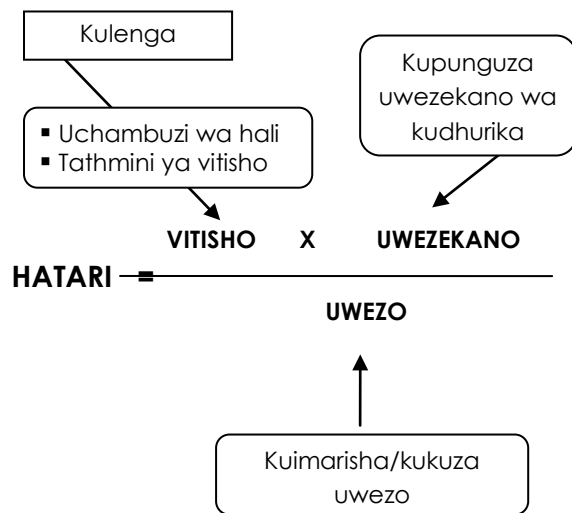 Kulenga
Kupunguza
uwezekano wa
kudhurika
▪ Uchambuzi wa hali
▪ Tathmini ya vitisho
VITISHO X UWEZEKANO
HATARI =
UWEZO
Kuimarisha/kukuza
uwezo